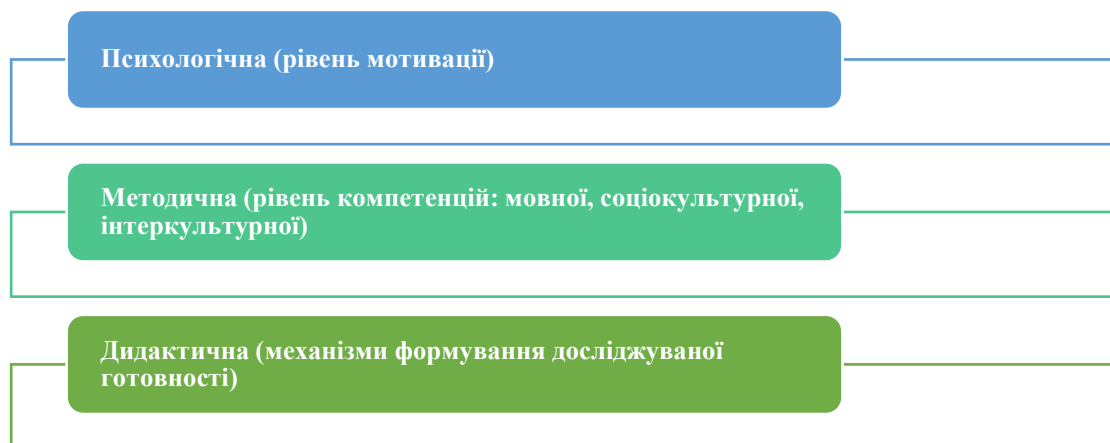 Психологічна (рівень мотивації)
Методична (рівень компетенцій: мовної, соціокультурної,
інтеркультурної)
Дидактична (механізми формування досліджуваної
готовності)